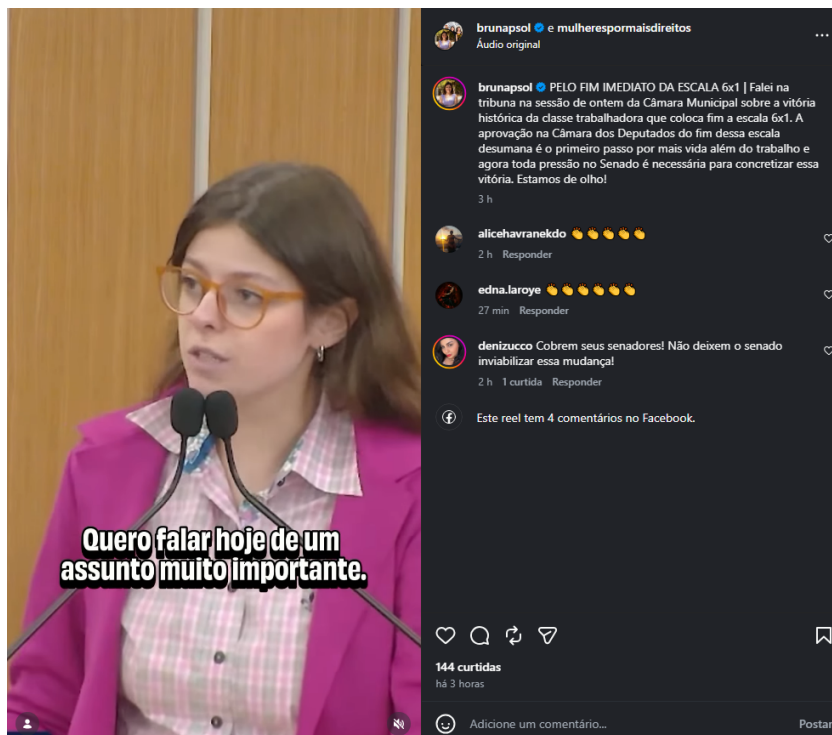 brunapsol e mulherespormaisdireitos
Áudio original
brunapsol PELO FIM IMEDIATO DA ESCALA 6x1 | Falei na
tribuna na sessão de ontem da Câmara Municipal sobre a vitória
histórica da classe trabalhadora que coloca fim a escala 6x1. A
aprovação na Câmara dos Deputados do fim dessa escala
desumana é o primeiro passo por mais vida além do trabalho e
agora toda pressão no Senado é necessária para concretizar essa
vitória. Estamos de olho!
3 h
alicehavranekdo 👏👏👏👏👏
2 h Responder
edna.laroye 👏👏👏👏👏👏
27 min Responder
denizucco Cobrem seus senadores! Não deixem o senado
inviabilizar essa mudança!
2 h 1 curtida Responder
Este reel tem 4 comentários no Facebook.
Quero falar hoje de um
assunto muito importante.
144 curtidas
há 3 horas
Adicione um comentário...
Postar